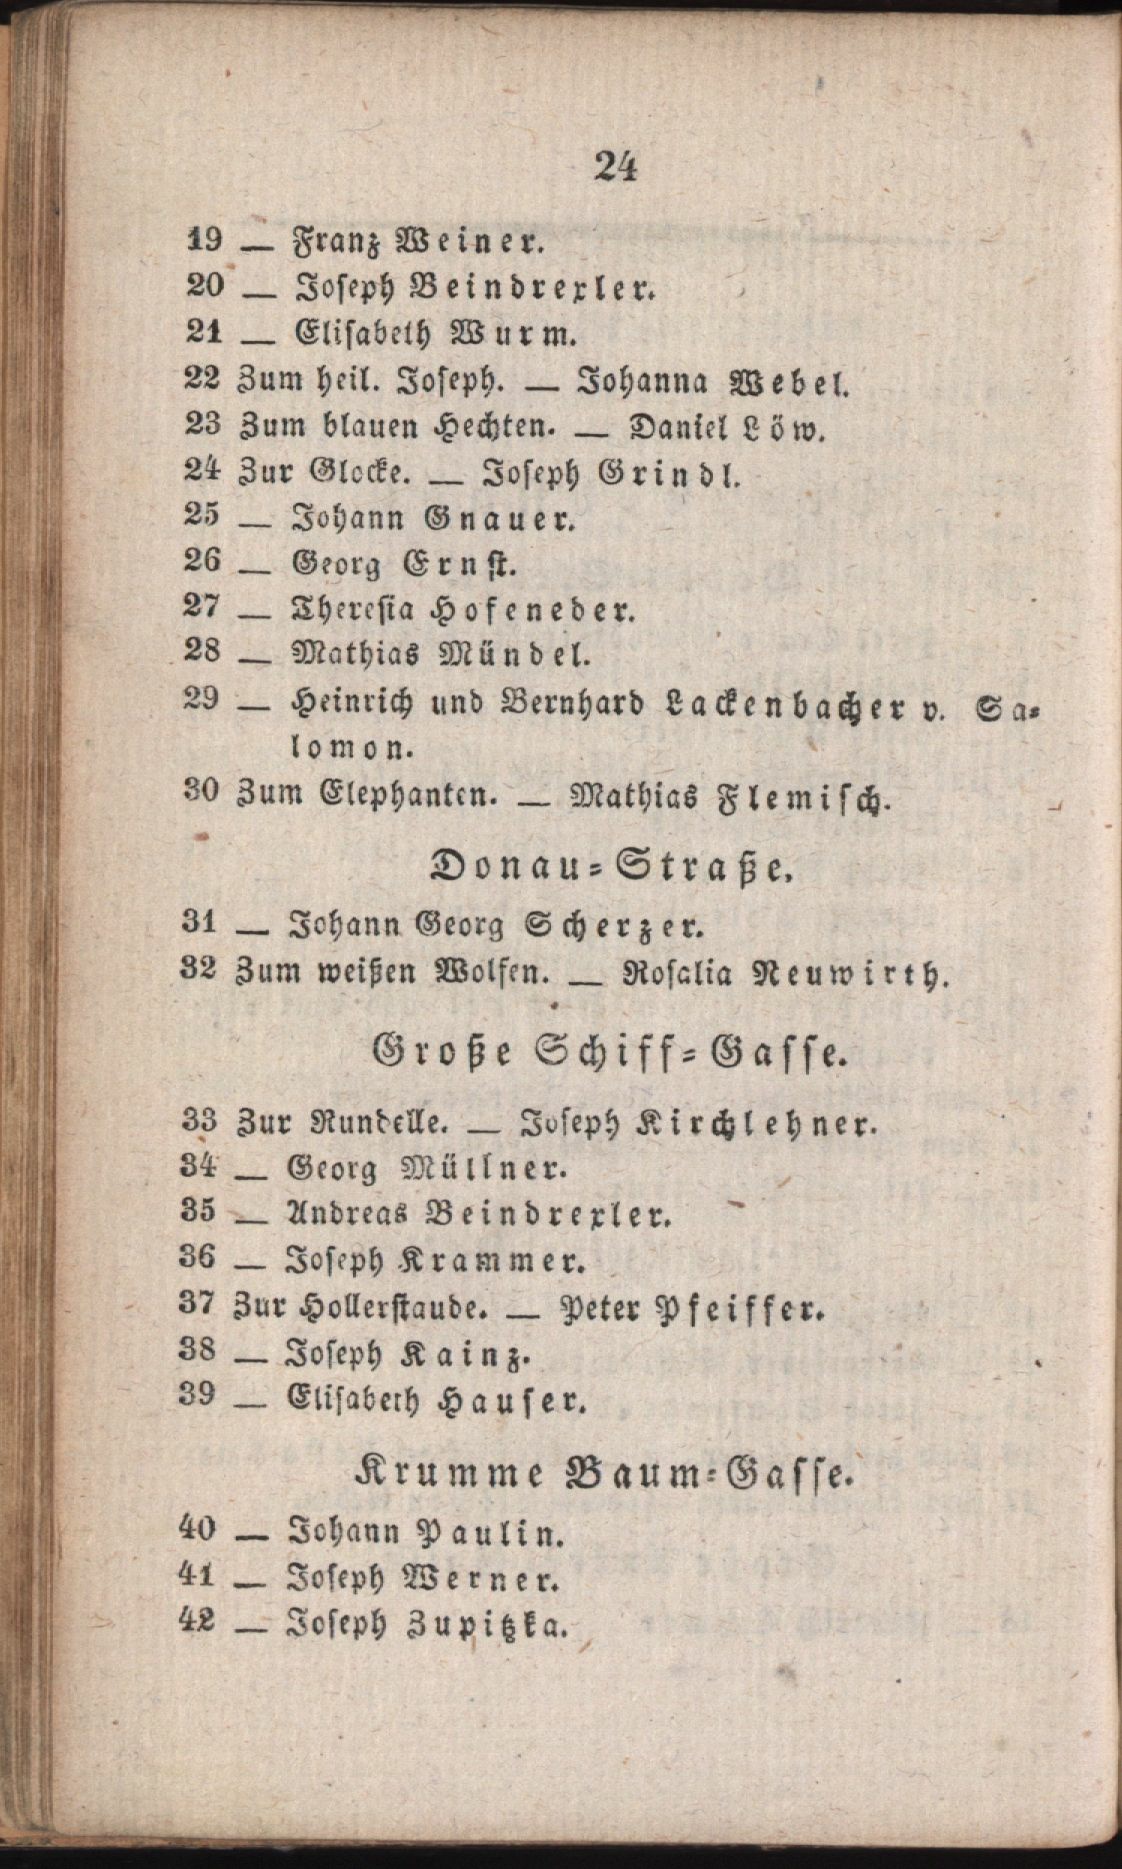 24
19 — Franz Weiner.
20 — Joseph Beindrexler.
21 — Elisabeth Wurm.
22 Zum heil. Joseph. — Johanna Webel.
23 Zum blauen Hechten. — Daniel Löw.
24 Zur Glocke. — Joseph Grindl.
25 — Johann Gnauer.
26 — Georg Ernst.
27 — Theresia Hofeneder.
28 — Mathias Mündel.
29 — Heinrich und Bernhard Lackenbacher v. Sa-
lomon.
30 Zum Elephanten. — Mathias Flemisch.
Donau-Straße.
31 — Johann Georg Scherzer.
32 Zum weißen Wolfen. — Rosalia Neuwirth.
Große Schiff-Gasse.
33 Zur Rundelle. — Joseph Kirchlehner.
34 — Georg Müllner.
35 — Andreas Beindrexler.
36 — Joseph Krammer.
37 Zur Hollerstaude. — Peter Pfeiffer.
38 — Joseph Kainz.
39 — Elisabeth Hauser.
Krumme Baum-Gasse.
40 — Johann Paulin.
41 — Joseph Werner.
42 — Joseph Zupitzka.